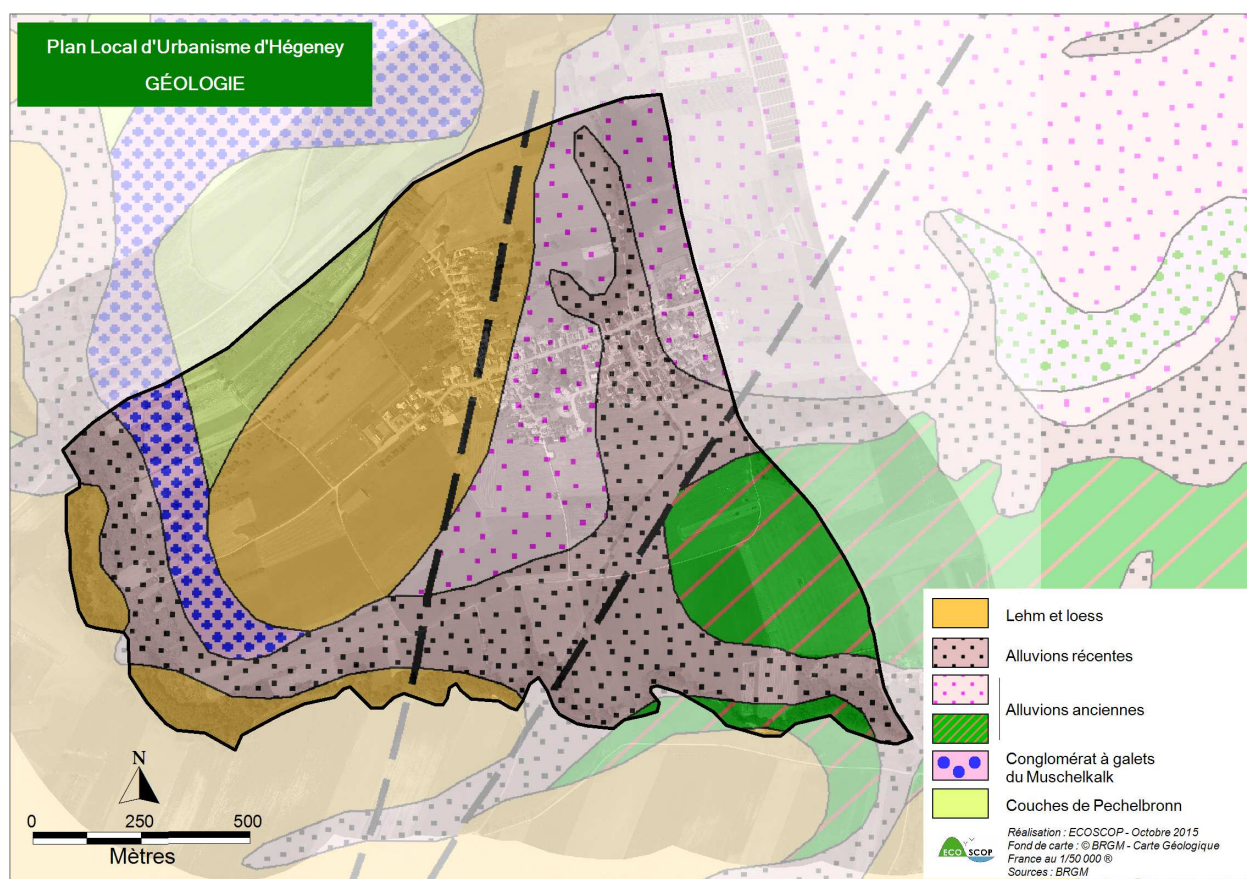 Plan Local d'Urbanisme d'Hégeney
GÉOLOGIE
Lehm et loess
Alluvions récentes
Alluvions anciennes
Conglomérat à galets
du Muschelkalk
Couches de Pechelbronn
N
0 250 500
Mètres
ECO SCOP
Réalisation : ECOSCOP - Octobre 2015
Fond de carte : © BRGM - Carte Géologique
France au 1/50 000 ®
Sources : BRGM